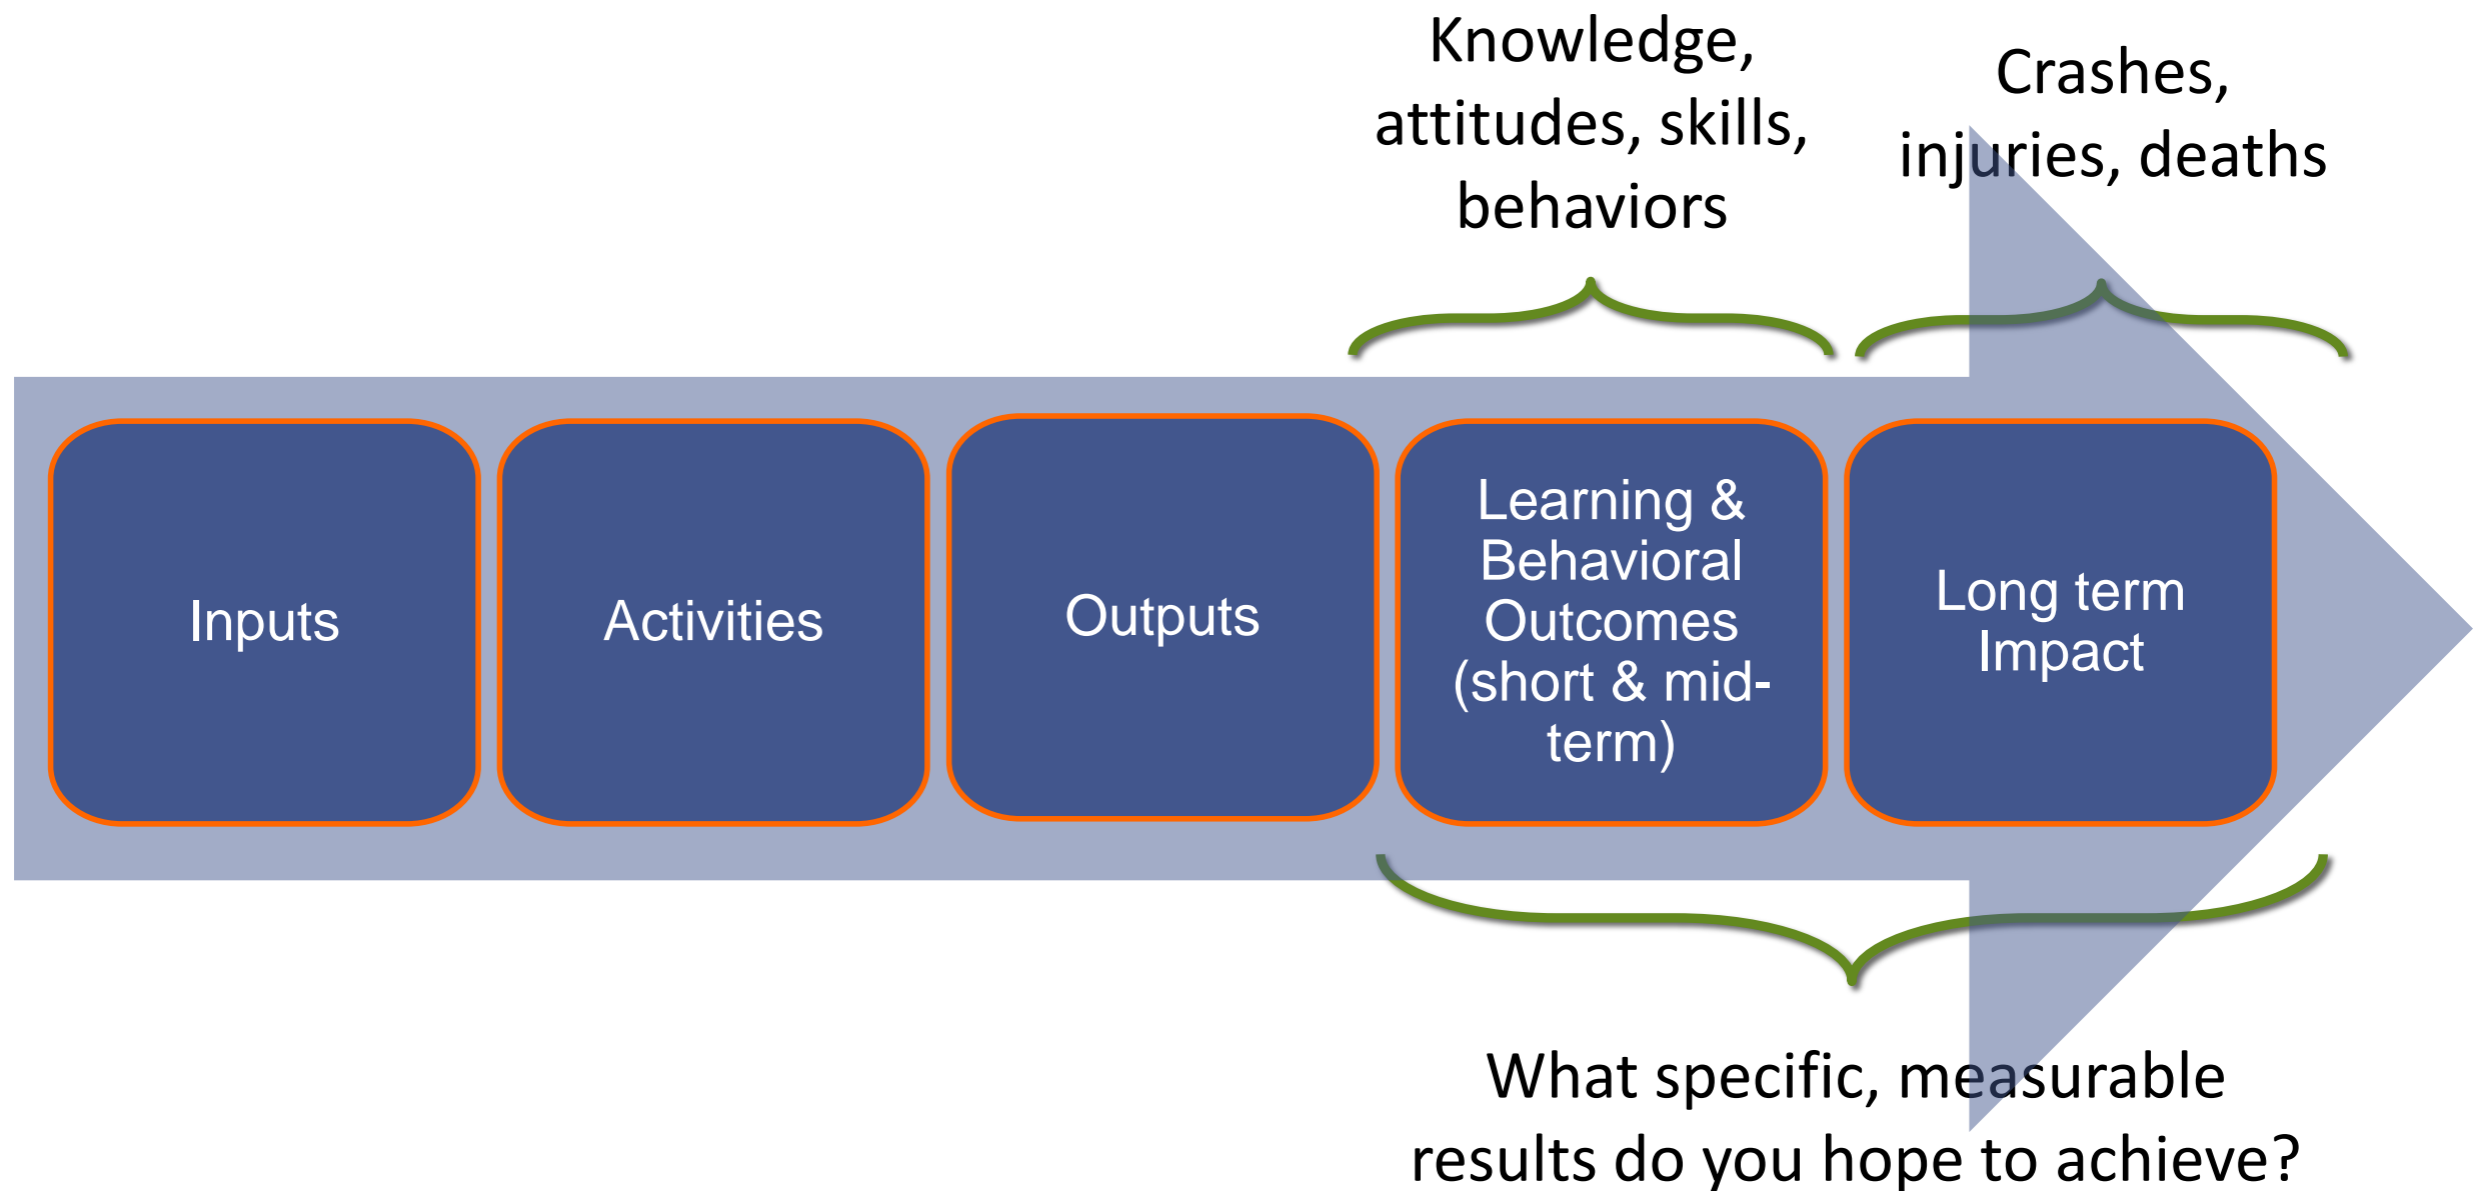 Knowledge,
attitudes, skills,
behaviors
Crashes,
injuries, deaths
Inputs
Activities
Outputs
Learning &
Behavioral
Outcomes
(short & mid-
term)
Long term
Impact
What specific, measurable
results do you hope to achieve?